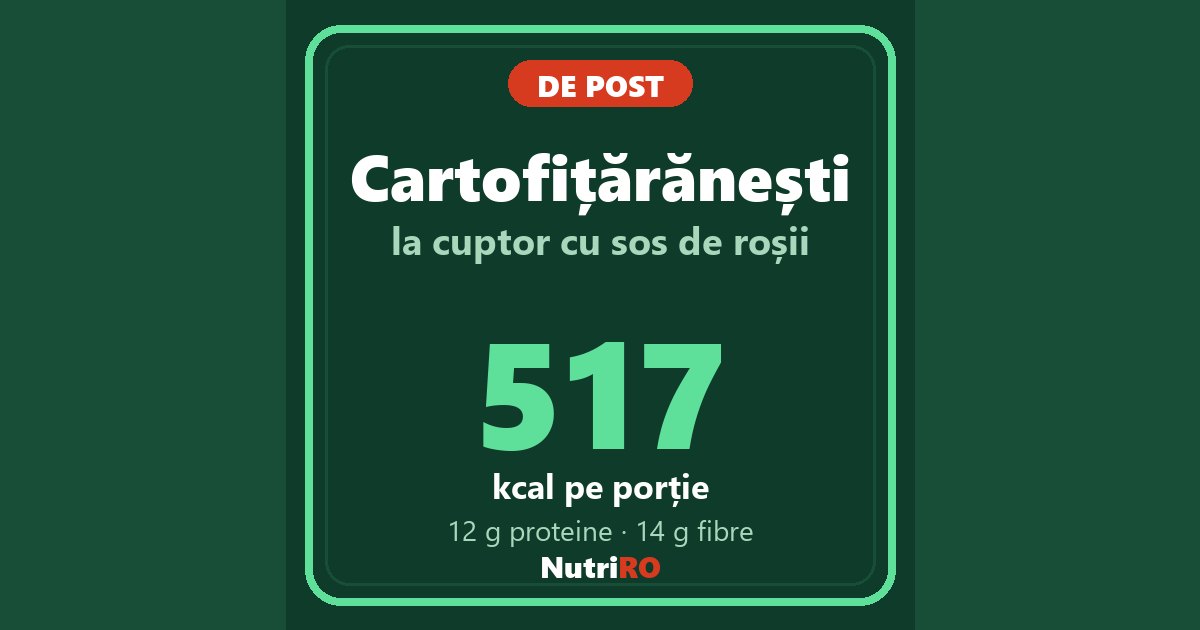 DE POST
Cartofițărănești
la cuptor cu sos de roșii
517
kcal pe porție
12 g proteine · 14 g fibre
NutriRO